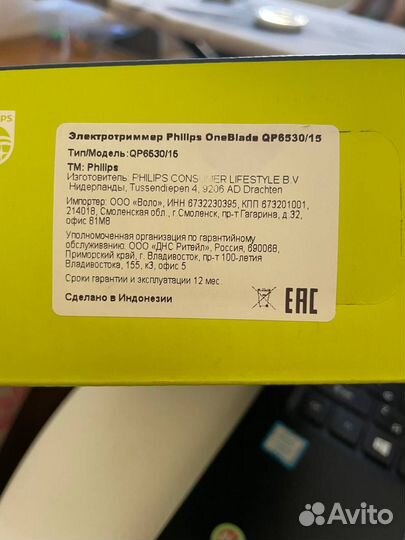 Электротриммер Philips OneBlade QP6530/15
Тип/Модель: QP6530/15
ТМ: Philips
Изготовитель: PHILIPS CONSUMER LIFESTYLE B.V
Нидерланды, Tussendiepen 4, 9206 AD Drachten
Импортер: ООО «Воло», ИНН 6732230395, КПП 673201001,
214018, Смоленская обл., г.Смоленск, пр-т Гагарина, д.32,
офис 81М8
Уполномоченная организация по гарантийному
обслуживанию: ООО «ДНС Ритейл», Россия, 690068,
Приморский край, г. Владивосток, пр-т 100-летия
Владивостока, 155, к3, офис 5
Сроки гарантии и эксплуатации 12 мес.
Сделано в Индонезии
EAC
Avito